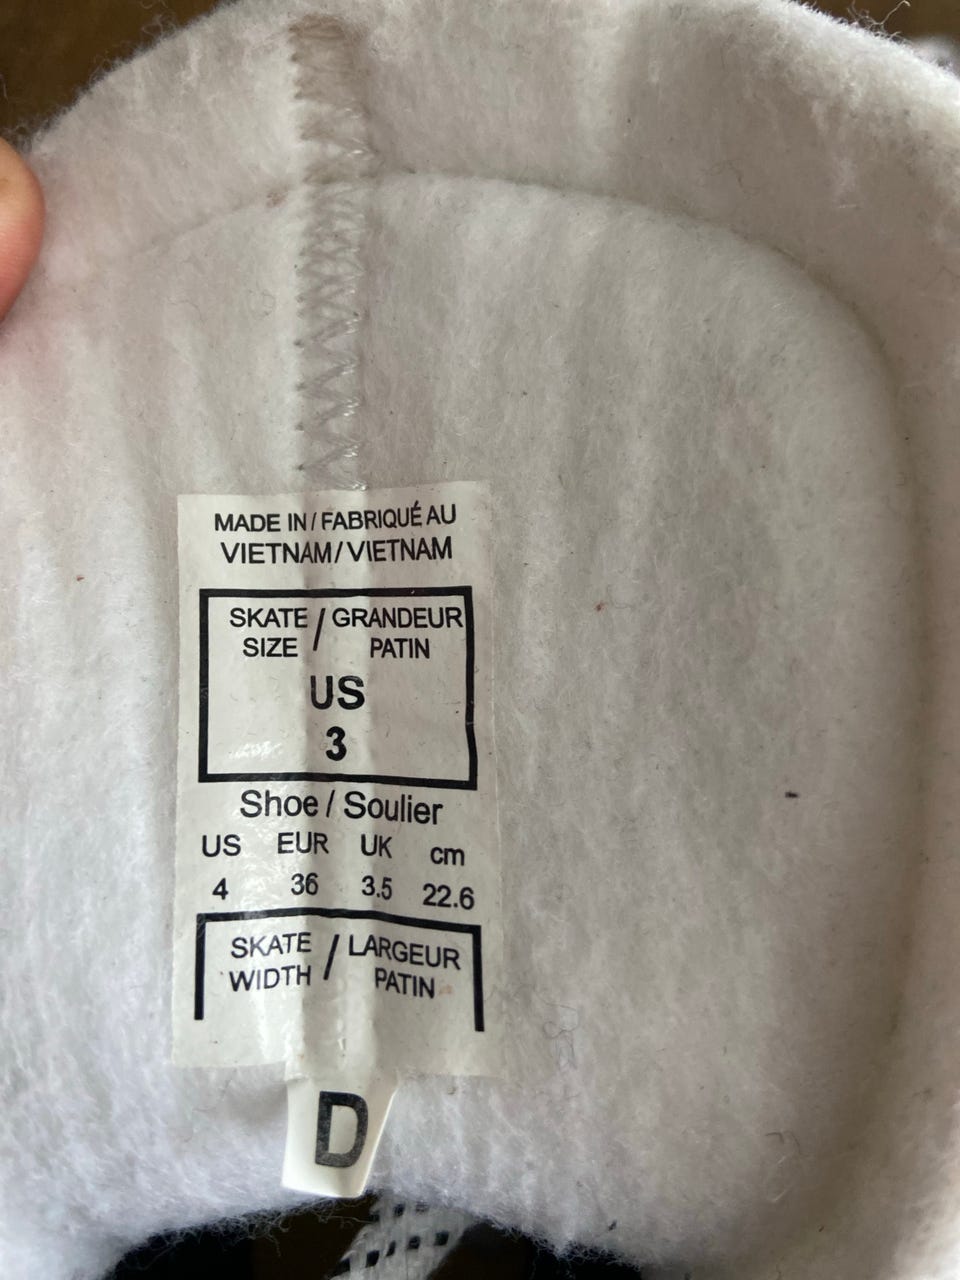 MADE IN / FABRIQUÉ AU
VIETNAM / VIETNAM
SKATE / GRANDEUR
SIZE PATIN
US
3
Shoe / Soulier
US EUR UK cm
4 36 3.5 22.6
SKATE / LARGEUR
WIDTH PATIN
D